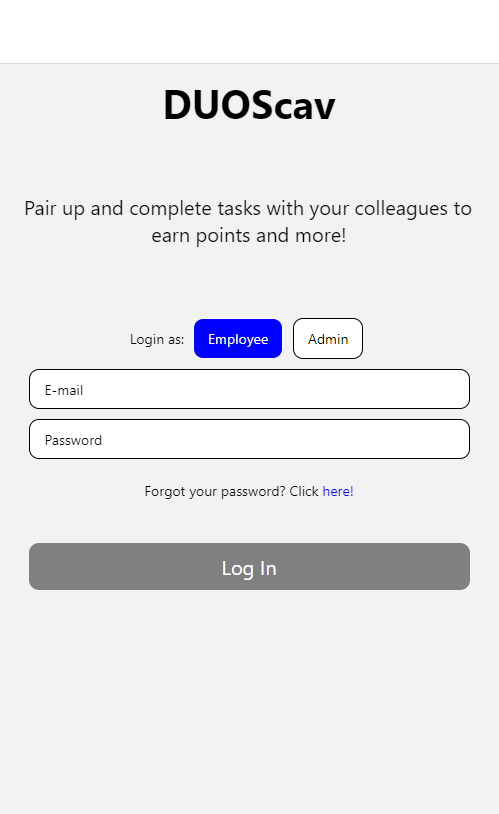 DUOScav
Pair up and complete tasks with your colleagues to
earn points and more!
Login as: Employee Admin
E-mail
Password
Forgot your password? Click here!
Log In